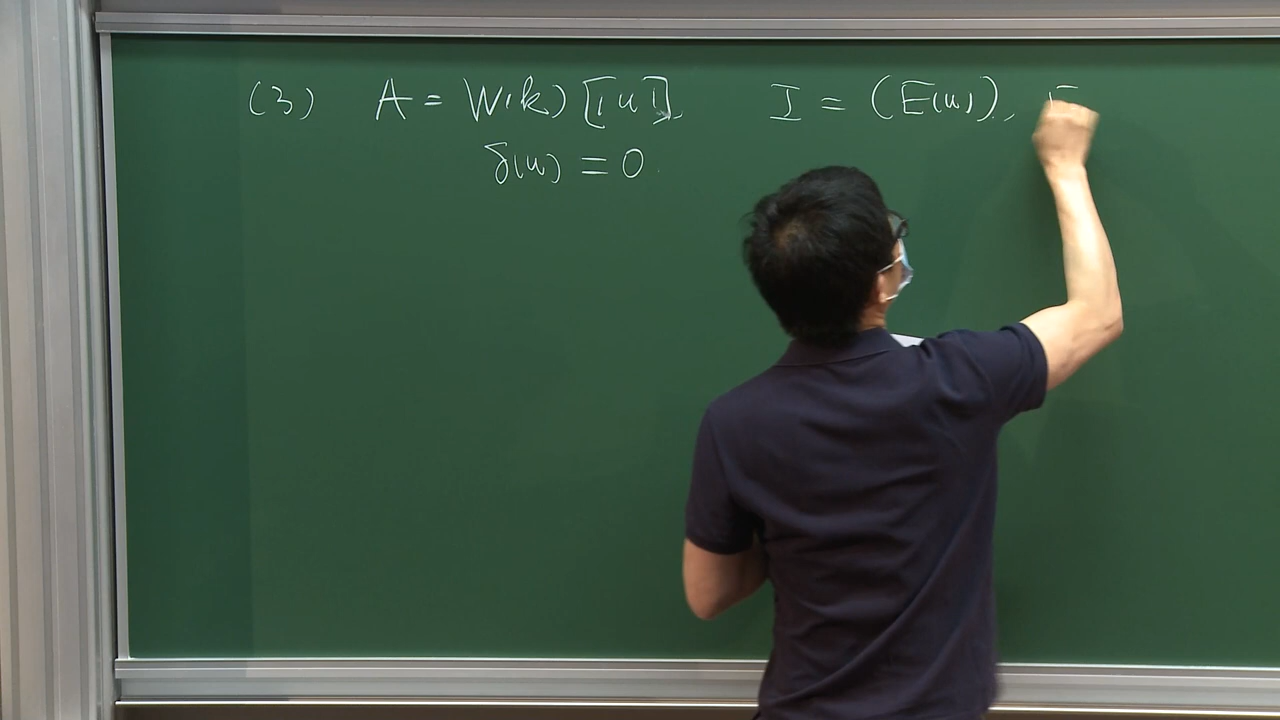 (3) A = W(k)[[u]], I = (E(u)),
δ(u) = 0.